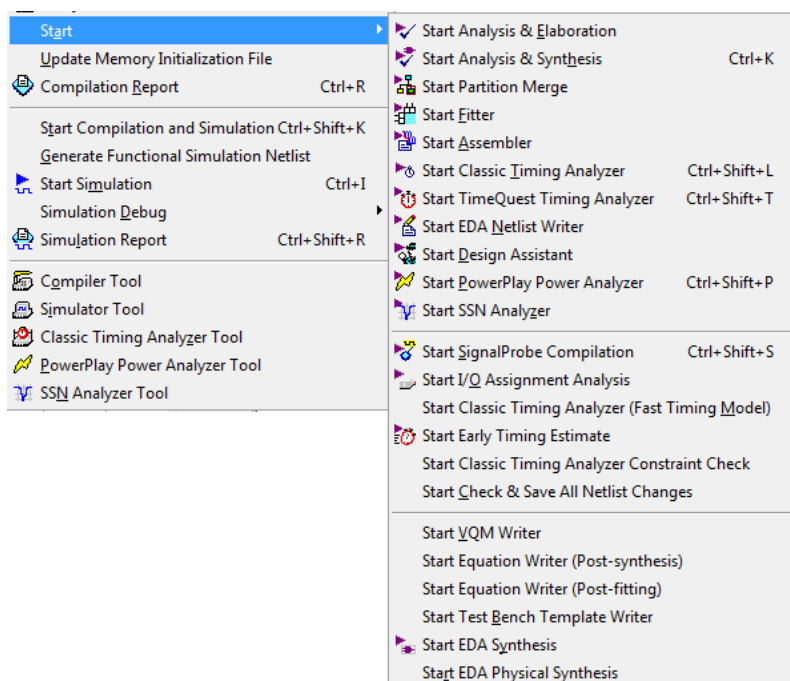 Start
Update Memory Initialization File
Compilation Report Ctrl+R
Start Compilation and Simulation Ctrl+Shift+K
Generate Functional Simulation Netlist
Start Simulation Ctrl+I
Simulation Debug
Simulation Report Ctrl+Shift+R
Compiler Tool
Simulator Tool
Classic Timing Analyzer Tool
PowerPlay Power Analyzer Tool
SSN Analyzer Tool
Start Analysis & Elaboration
Start Analysis & Synthesis Ctrl+K
Start Partition Merge
Start Fitter
Start Assembler
Start Classic Timing Analyzer Ctrl+Shift+L
Start TimeQuest Timing Analyzer Ctrl+Shift+T
Start EDA Netlist Writer
Start Design Assistant
Start PowerPlay Power Analyzer Ctrl+Shift+P
Start SSN Analyzer
Start SignalProbe Compilation Ctrl+Shift+S
Start I/O Assignment Analysis
Start Classic Timing Analyzer (Fast Timing Model)
Start Early Timing Estimate
Start Classic Timing Analyzer Constraint Check
Start Check & Save All Netlist Changes
Start VQM Writer
Start Equation Writer (Post-synthesis)
Start Equation Writer (Post-fitting)
Start Test Bench Template Writer
Start EDA Synthesis
Start EDA Physical Synthesis